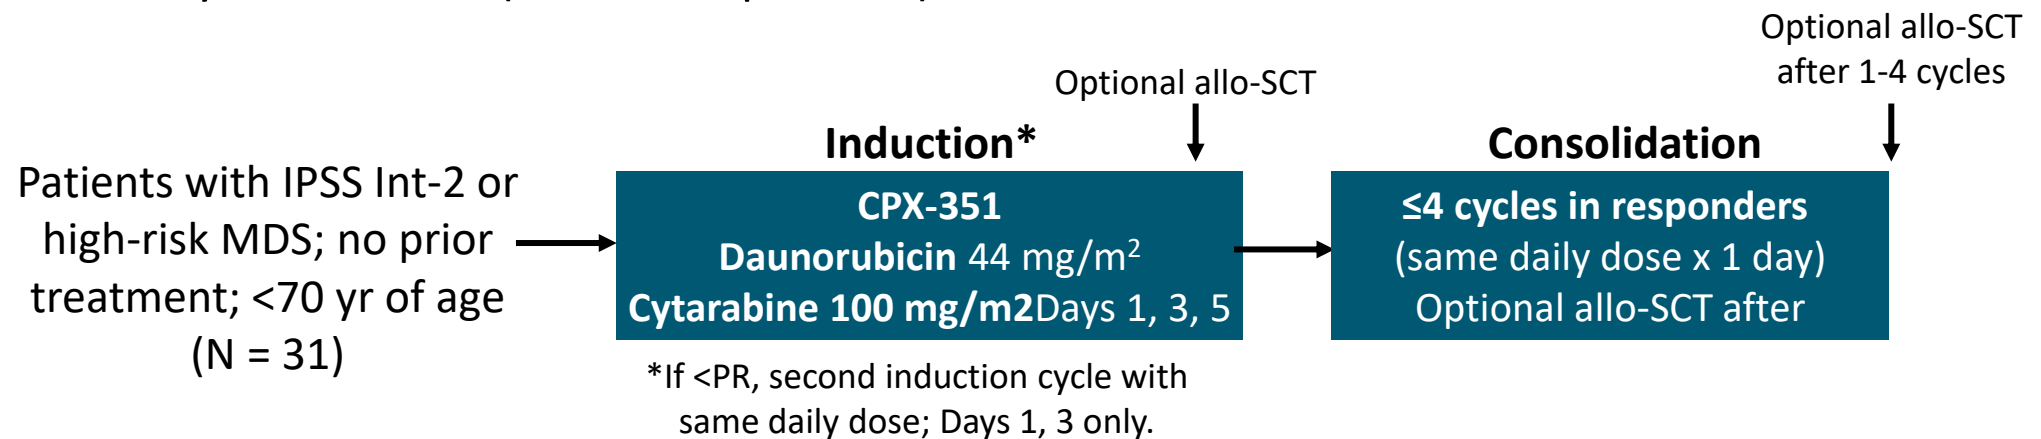 Optional allo-SCT
after 1-4 cycles
Optional allo-SCT
Induction*
Consolidation
Patients with IPSS Int-2 or
high-risk MDS; no prior
treatment; <70 yr of age
(N = 31)
CPX-351
Daunorubicin 44 mg/m²
Cytarabine 100 mg/m2Days 1, 3, 5
≤4 cycles in responders
(same daily dose x 1 day)
Optional allo-SCT after
*If <PR, second induction cycle with
same daily dose; Days 1, 3 only.